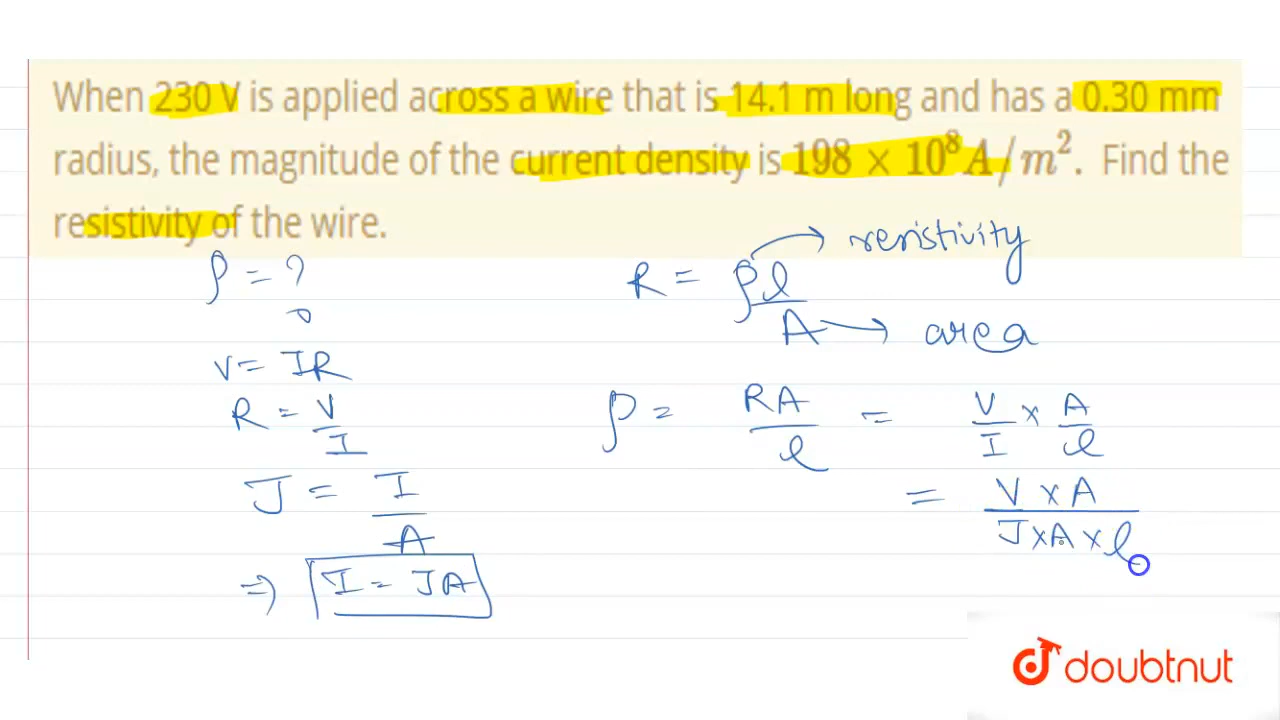 When 230 V is applied across a wire that is 14.1 m long and has a 0.30 mm
radius, the magnitude of the current density is 198 × 10⁸ A/m². Find the
resistivity of the wire.
ρ = ?
R = ρl/A
resistivity
area
V = IR
R = V/I
ρ = RA/l = V/I × A/l
J = I/A
= V×A / J×A×l
⇒ I = JA
doubtnut